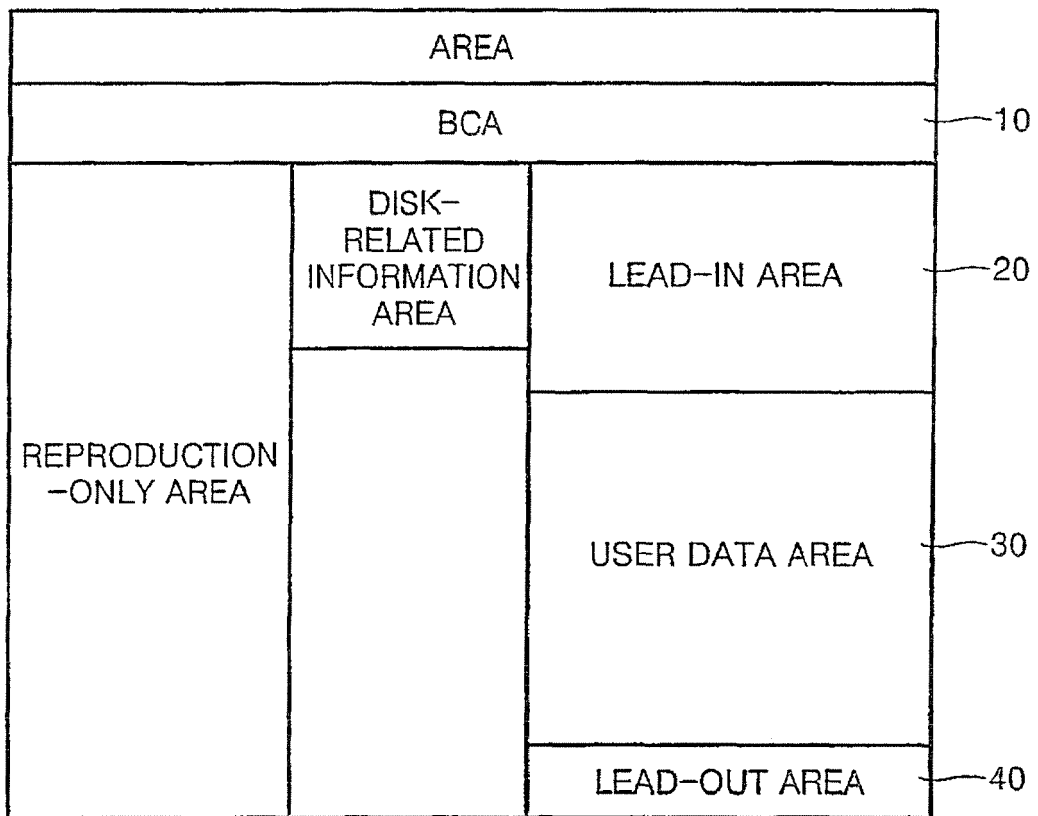 AREA
BCA
10
DISK-
RELATED
INFORMATION
AREA
LEAD-IN AREA
20
REPRODUCTION
-ONLY AREA
USER DATA AREA
30
LEAD-OUT AREA
40